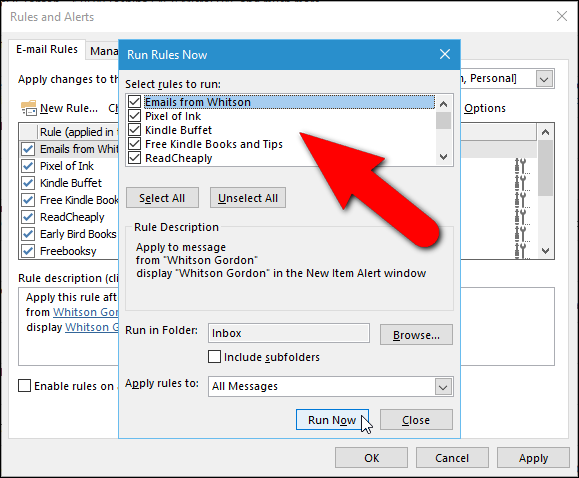 Rules and Alerts
E-mail Rules Mana
Apply changes to th , Personal]
New Rule... Ch Options
Rule (applied in t
Emails from Whit
Pixel of Ink
Kindle Buffet
Free Kindle Books
ReadCheaply
Early Bird Books
Freebooksy
Rule description (clic
Apply this rule aft
from Whitson Gor
display Whitson G
Enable rules on a
Run Rules Now
Select rules to run:
Emails from Whitson
Pixel of Ink
Kindle Buffet
Free Kindle Books and Tips
ReadCheaply
Select All Unselect All
Rule Description
Apply to message
from "Whitson Gordon"
display "Whitson Gordon" in the New Item Alert window
Run in Folder: Inbox Browse...
Include subfolders
Apply rules to: All Messages
Run Now Close
OK Cancel Apply